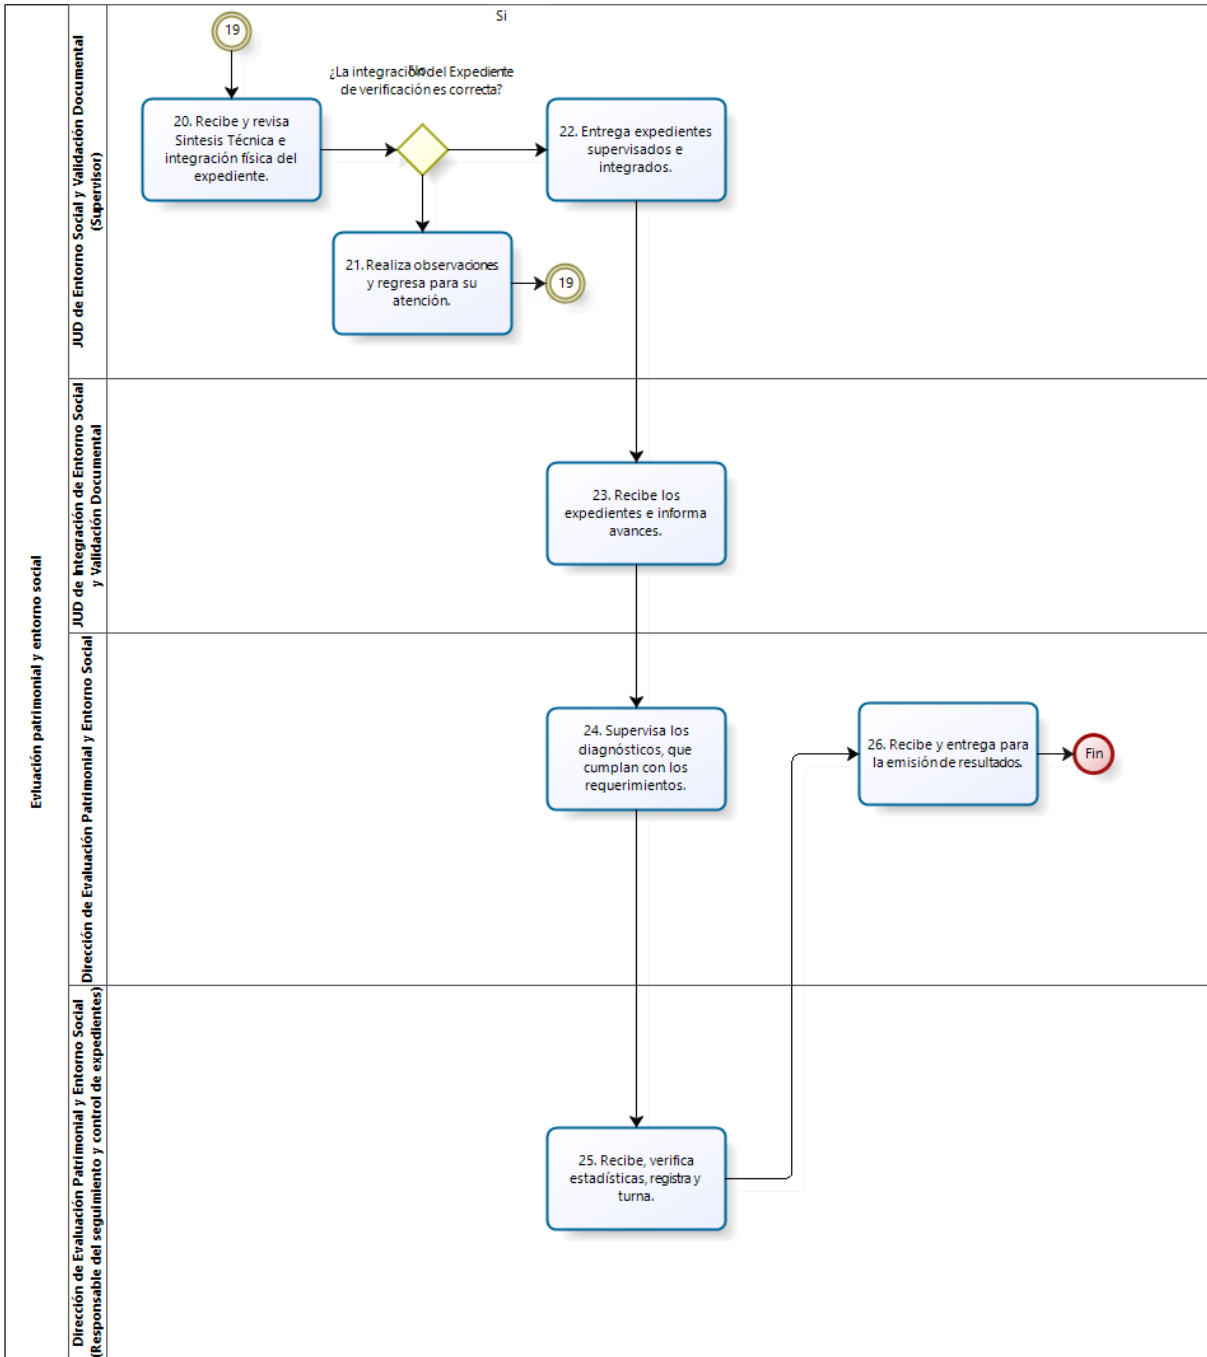 Evluación patrimonial y entorno social
JUD de Entorno Social y Validación Documental
(Supervisor)
Si
19
¿La integración del Expediente
No
de verificación es correcta?
20. Recibe y revisa
Sintesis Técnica e
integración física del
expediente.
22. Entrega expedientes
supervisados e
integrados.
21. Realiza observaciones
y regresa para su
atención.
19
JUD de Integración de Entorno Social
y Validación Documental
23. Recibe los
expedientes e informa
avances.
Dirección de Evaluación Patrimonial y Entorno Social
24. Supervisa los
diagnósticos, que
cumplan con los
requerimientos.
26. Recibe y entrega para
la emisión de resultados.
Fin
Dirección de Evaluación Patrimonial y Entorno Social
(Responsable del seguimiento y control de expedientes)
25. Recibe, verifica
estadísticas, registra y
turna.